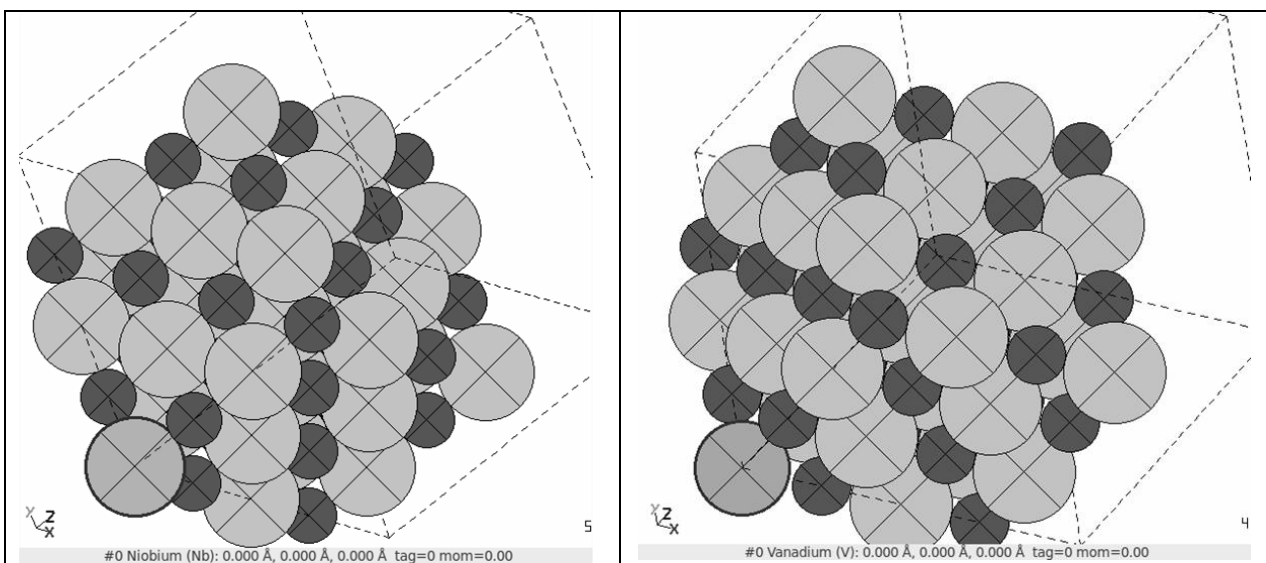 Y Z X
5
#0 Niobium (Nb): 0.000 Å, 0.000 Å, 0.000 Å tag=0 mom=0.00
Y Z X
4
#0 Vanadium (V): 0.000 Å, 0.000 Å, 0.000 Å tag=0 mom=0.00